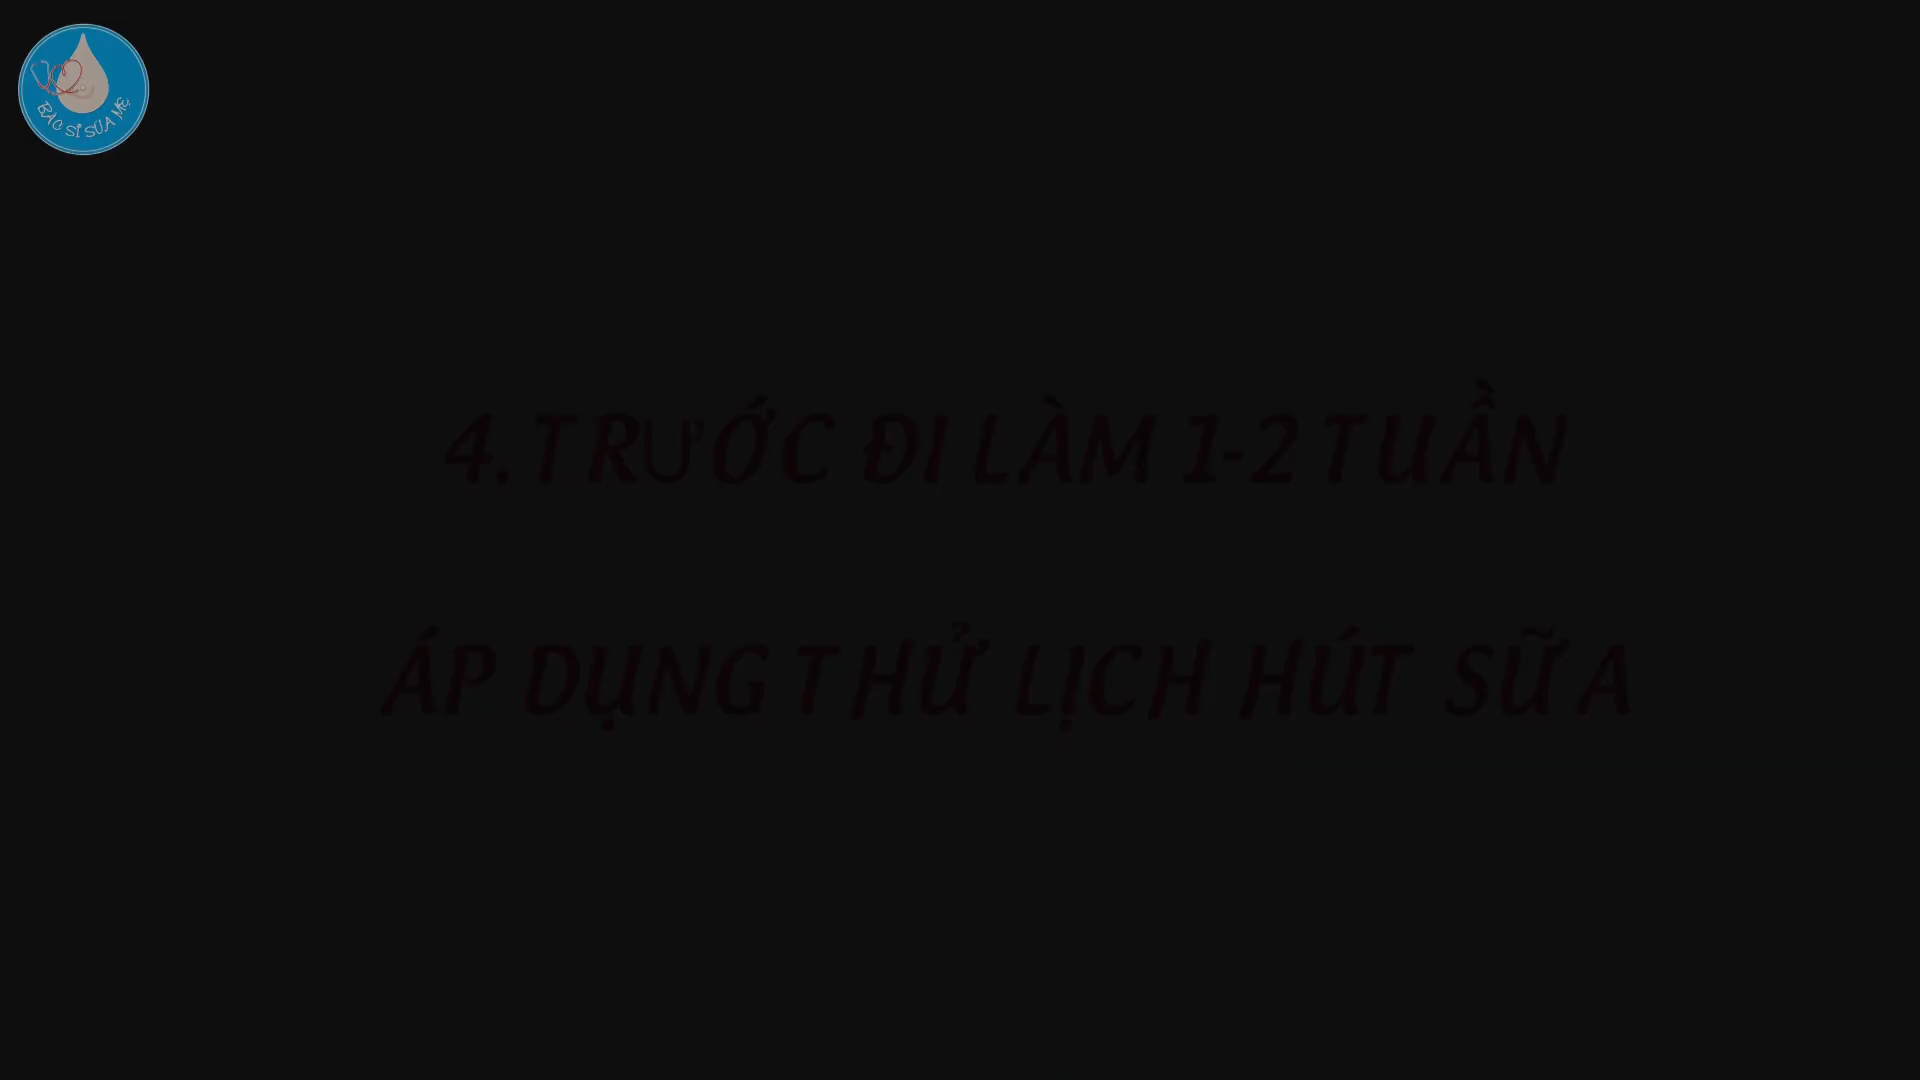 BÁC SĨ SỮA MẸ
4. TRƯỚC ĐI LÀM 1-2 TUẦN
ÁP DỤNG THỬ LỊCH HÚT SỮA